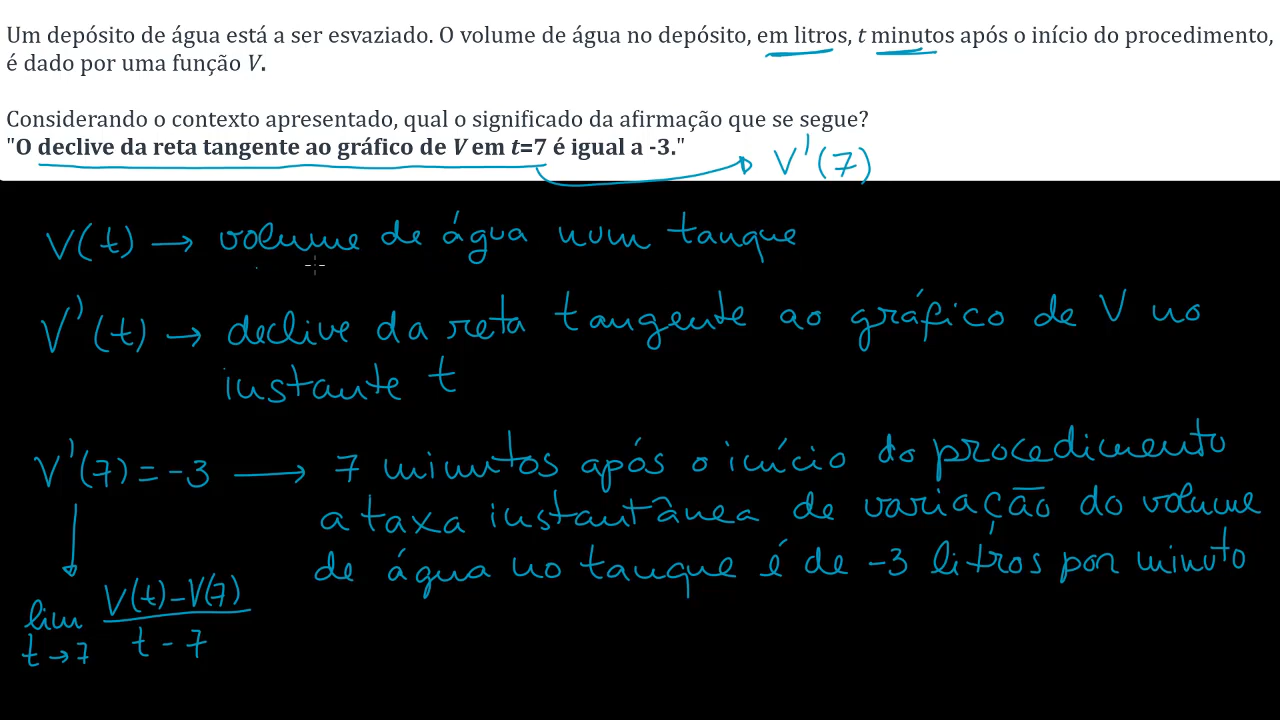 Um depósito de água está a ser esvaziado. O volume de água no depósito, em litros, t minutos após o início do procedimento,
é dado por uma função V.
Considerando o contexto apresentado, qual o significado da afirmação que se segue?
"O declive da reta tangente ao gráfico de V em t=7 é igual a -3."
V'(7)
V(t) → volume de água num tanque
V'(t) → declive da reta tangente ao gráfico de V no
instante t
V'(7) = -3 → 7 minutos após o início do procedimento
a taxa instantânea de variação do volume
de água no tanque é de -3 litros por minuto
lim V(t) - V(7)
t → 7 t - 7